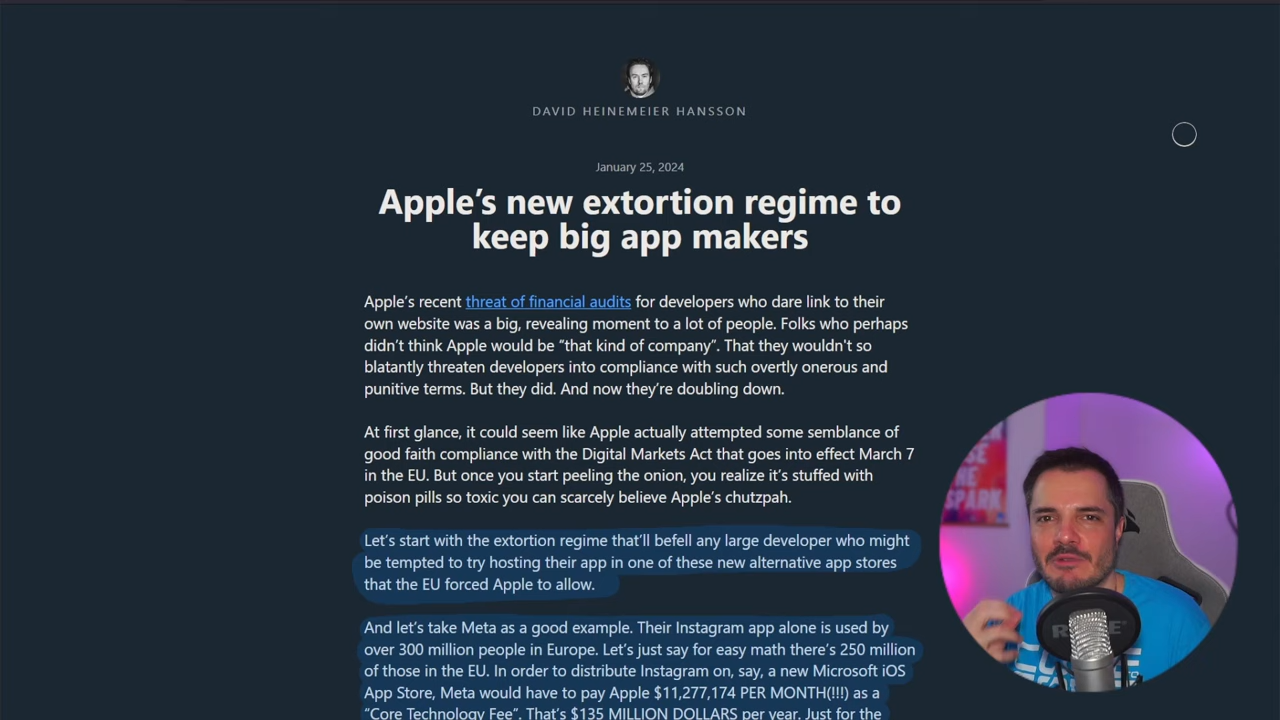 DAVID HEINEMEIER HANSSON
January 25, 2024
Apple’s new extortion regime to
keep big app makers
Apple’s recent threat of financial audits for developers who dare link to their
own website was a big, revealing moment to a lot of people. Folks who perhaps
didn’t think Apple would be “that kind of company”. That they wouldn't so
blatantly threaten developers into compliance with such overtly onerous and
punitive terms. But they did. And now they’re doubling down.
At first glance, it could seem like Apple actually attempted some semblance of
good faith compliance with the Digital Markets Act that goes into effect March 7
in the EU. But once you start peeling the onion, you realize it’s stuffed with
poison pills so toxic you can scarcely believe Apple’s chutzpah.
Let’s start with the extortion regime that’ll befell any large developer who might
be tempted to try hosting their app in one of these new alternative app stores
that the EU forced Apple to allow.
And let’s take Meta as a good example. Their Instagram app alone is used by
over 300 million people in Europe. Let’s just say for easy math there’s 250 million
of those in the EU. In order to distribute Instagram on, say, a new Microsoft iOS
App Store, Meta would have to pay Apple $11,277,174 PER MONTH(!!!) as a
“Core Technology Fee”. That’s $135 MILLION DOLLARS per year. Just for the
THE
SPARK